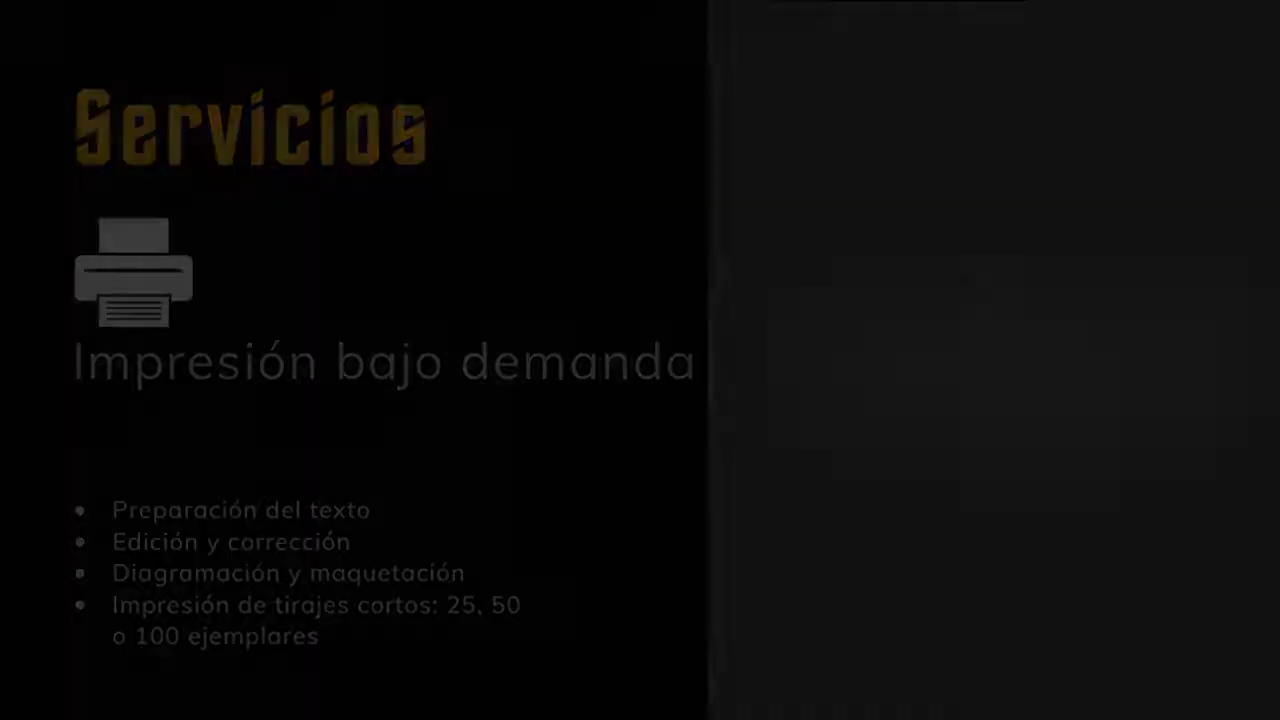 Servicios
Impresión bajo demanda
• Preparación del texto
• Edición y corrección
• Diagramación y maquetación
• Impresión de tirajes cortos: 25, 50
o 100 ejemplares